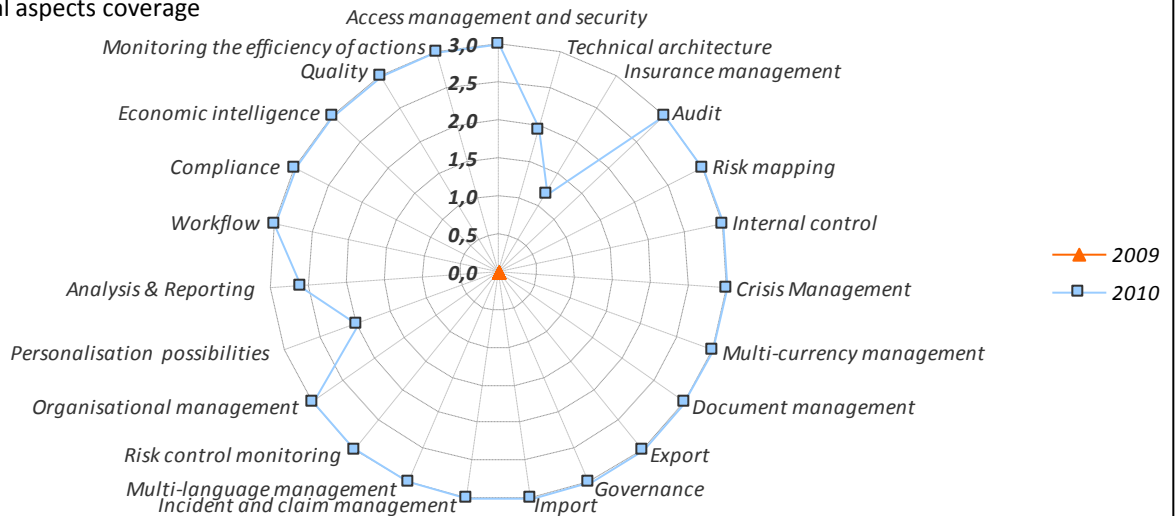 aspects coverage
Access management and security
Monitoring the efficiency of actions
3,0
Technical architecture
Quality
Insurance management
2,5
Economic intelligence
Audit
2,0
1,5
Compliance
Risk mapping
1,0
Workflow
Internal control
0,5
2009
0,0
Analysis & Reporting
Crisis Management
2010
Personalisation possibilities
Multi-currency management
Organisational management
Document management
Risk control monitoring
Export
Multi-language management
Governance
Incident and claim management
Import